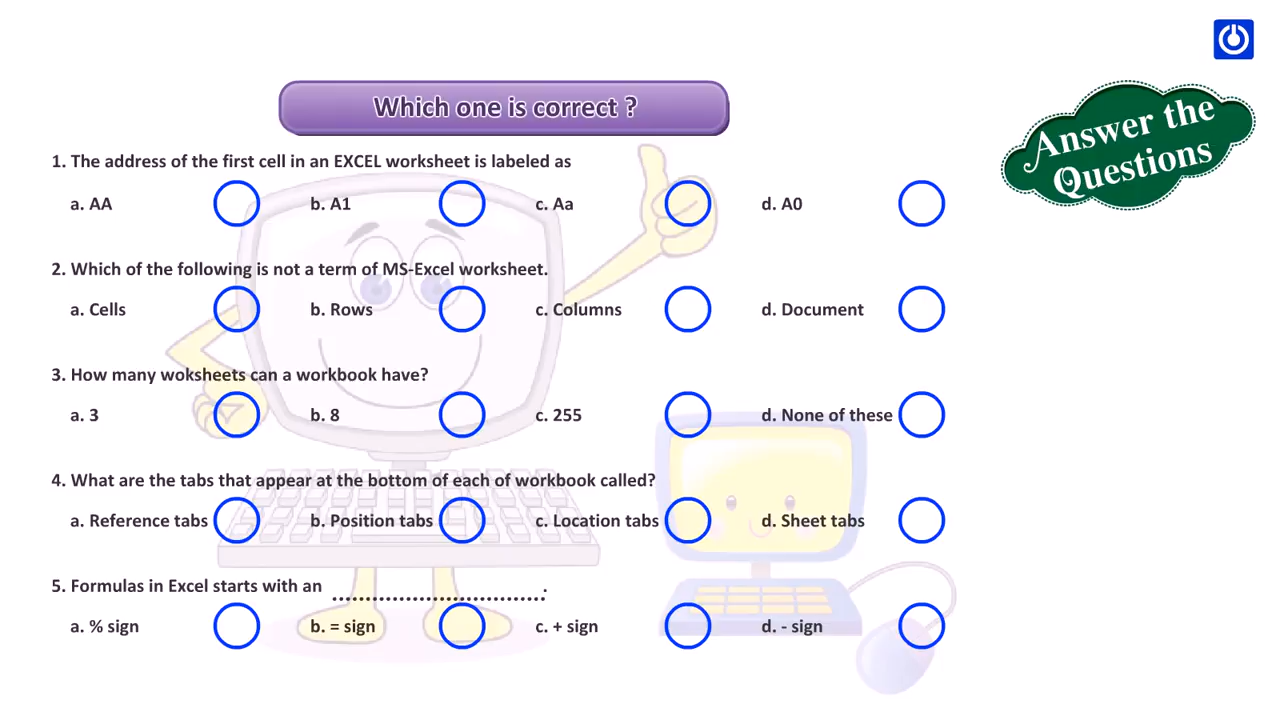 Which one is correct ?
Answer the
Questions
1. The address of the first cell in an EXCEL worksheet is labeled as
a. AA b. A1 c. Aa d. A0
2. Which of the following is not a term of MS-Excel worksheet.
a. Cells b. Rows c. Columns d. Document
3. How many woksheets can a workbook have?
a. 3 b. 8 c. 255 d. None of these
4. What are the tabs that appear at the bottom of each of workbook called?
a. Reference tabs b. Position tabs c. Location tabs d. Sheet tabs
5. Formulas in Excel starts with an ................................
a. % sign b. = sign c. + sign d. - sign